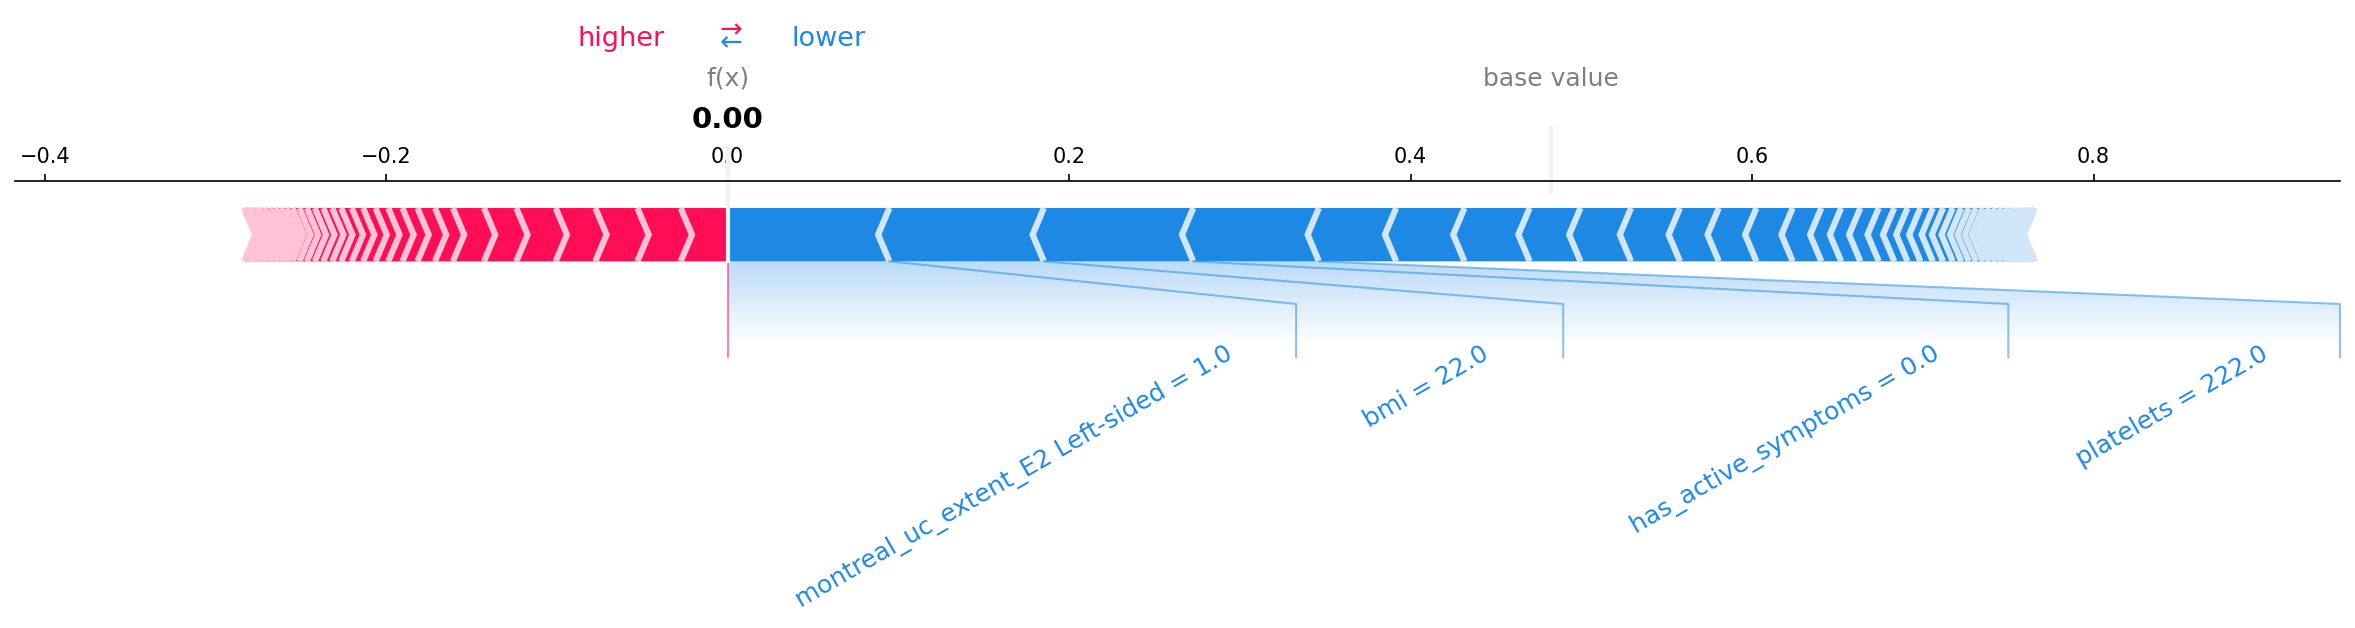 higher ⇄ lower
f(x) base value
0.00
−0.4 −0.2 0.0 0.2 0.4 0.6 0.8
montreal_uc_extent_E2 Left-sided = 1.0
bmi = 22.0
has_active_symptoms = 0.0
platelets = 222.0